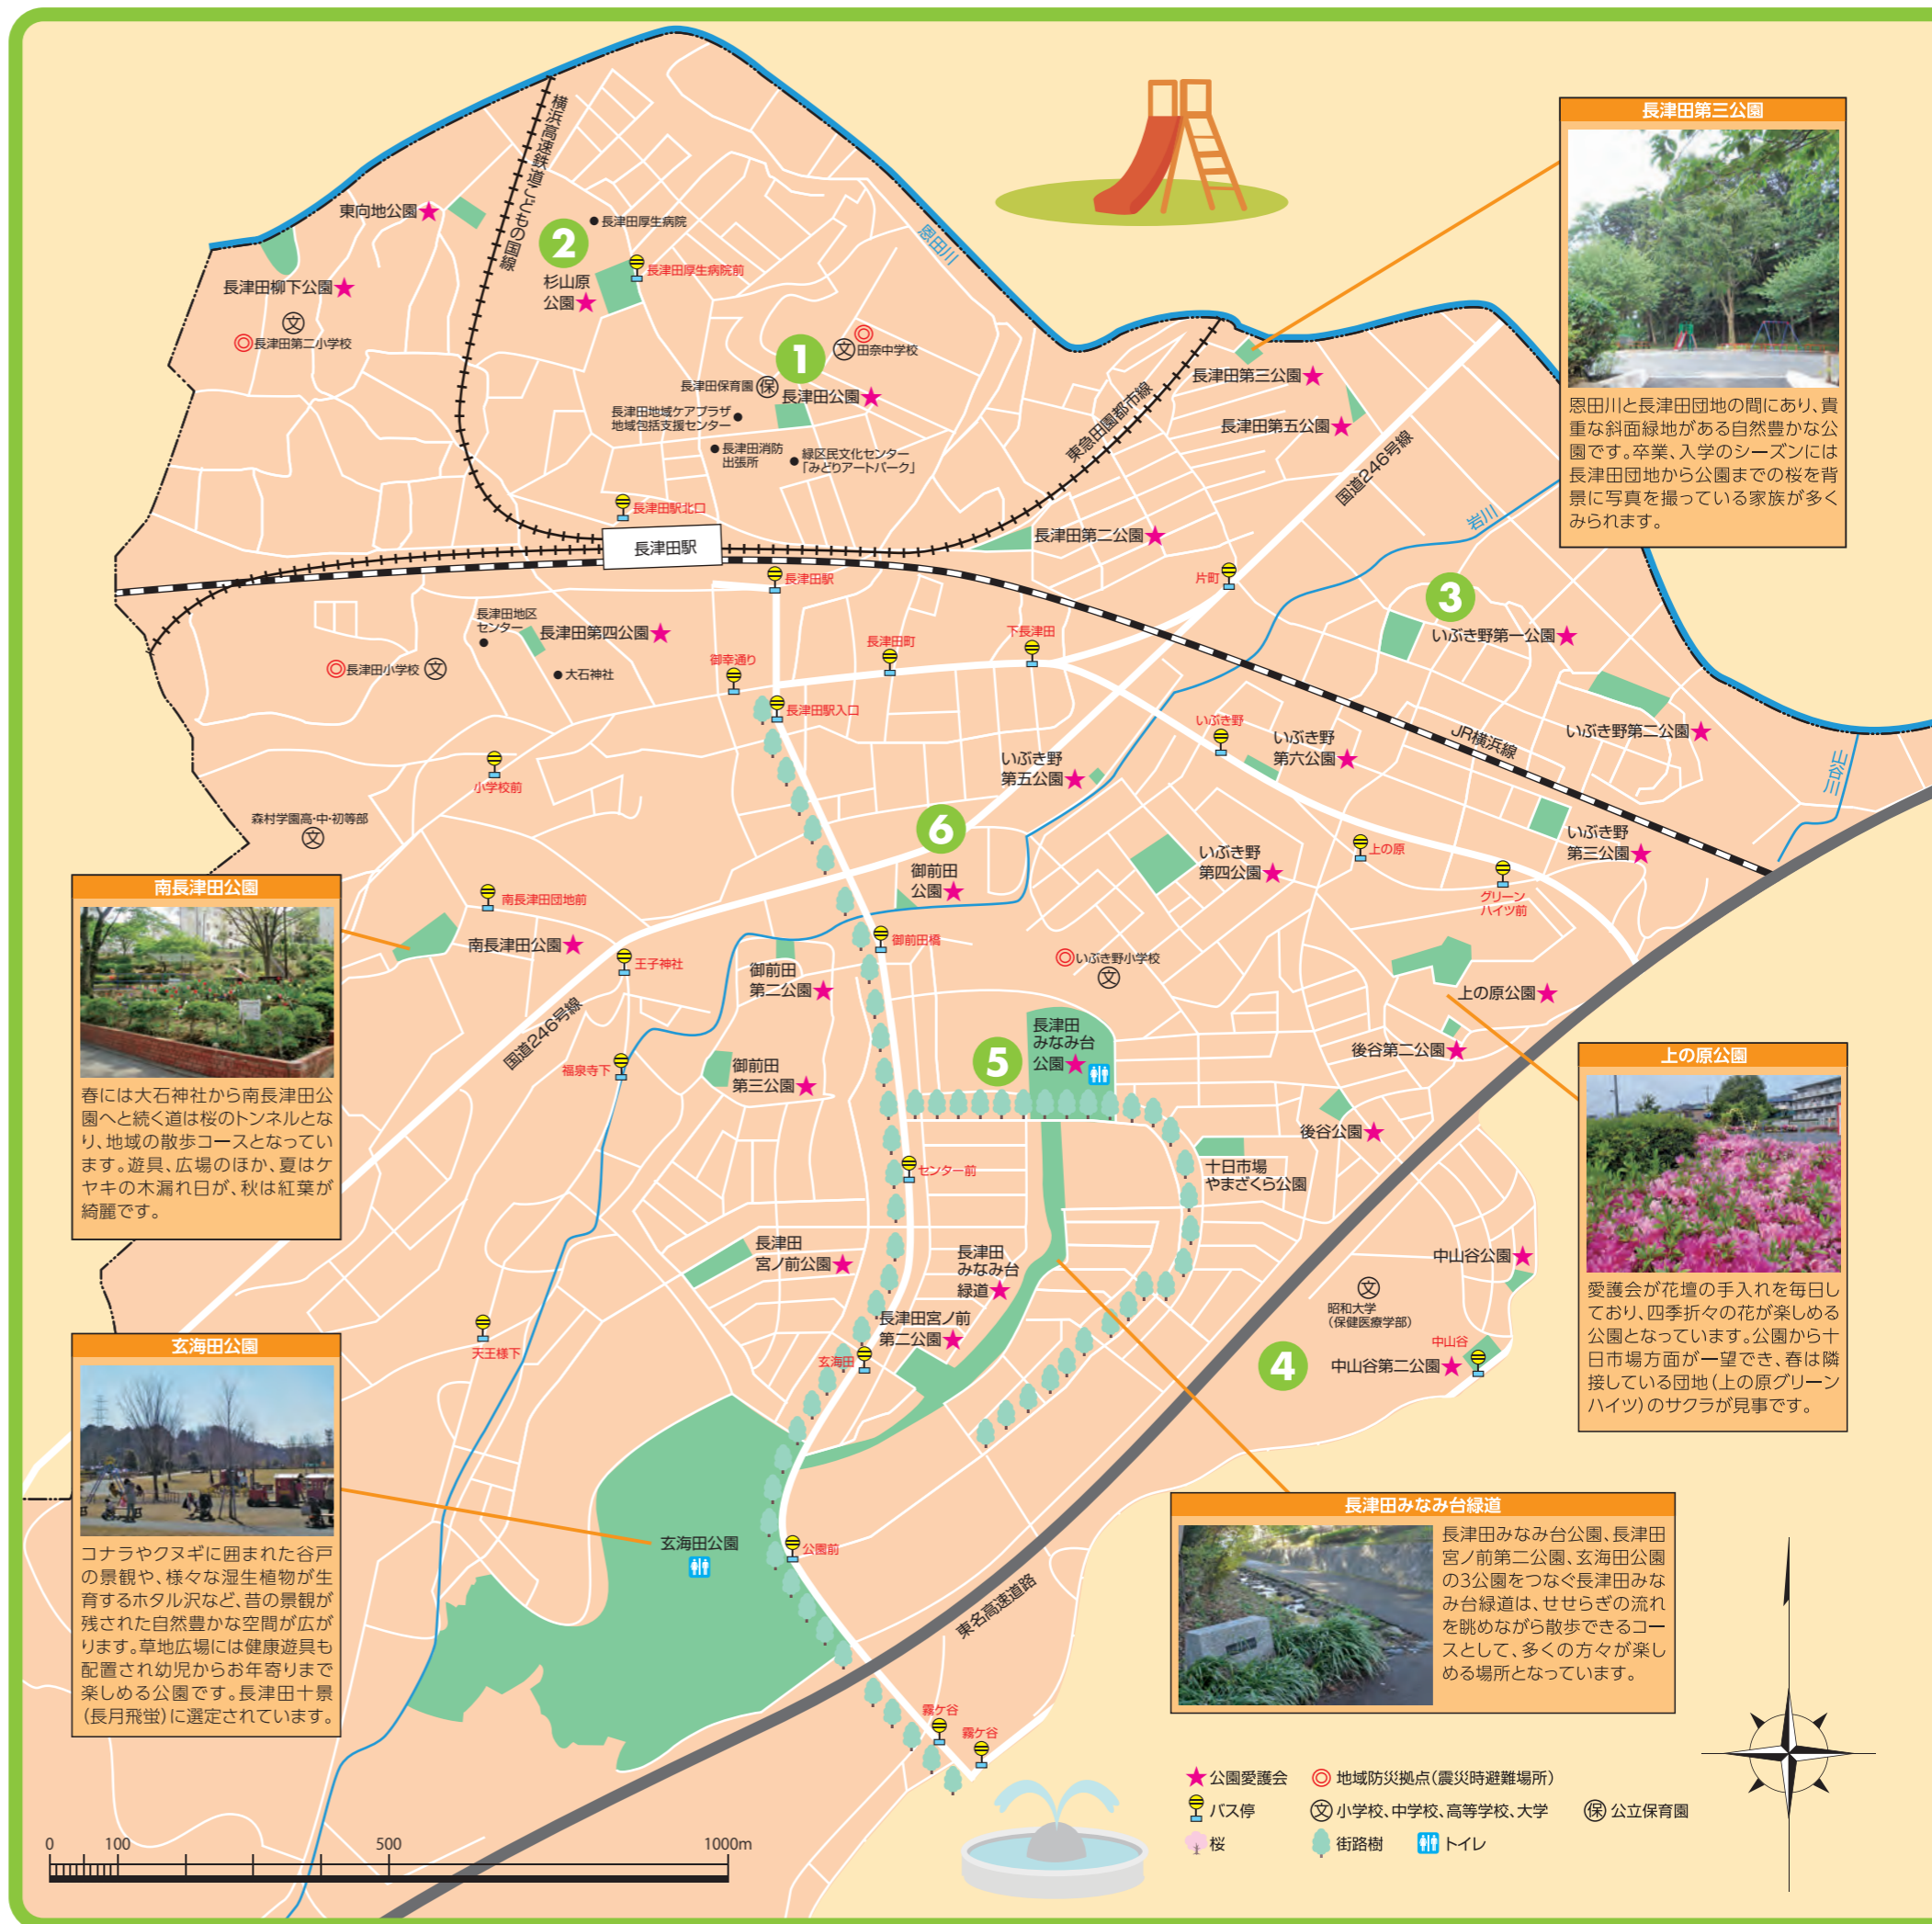 横浜高速鉄道こどもの国線
東向地公園★
長津田厚生病院
2
杉山原
公園★
長津田厚生病院前
恩田川
長津田柳下公園★
文
長津田第二小学校
1
文田奈中学校
長津田保育園 保
長津田公園★
長津田地域ケアプラザ
地域包括支援センター
長津田消防
出張所
緑区民文化センター
「みどりアートパーク」
東急田園都市線
長津田第三公園★
長津田第五公園★
国道246号線
岩川
長津田駅北口
長津田駅
長津田第二公園★
長津田駅
片町
3
いぶき野第一公園★
長津田地区
センター
長津田第四公園★
長津田小学校 文
大石神社
御幸通り
長津田町
下長津田
長津田駅入口
いぶき野
いぶき野
第六公園★
いぶき野第二公園★
JR横浜線
山谷川
小学校前
いぶき野
第五公園★
森村学園高・中・初等部
文
6
御前田
公園★
いぶき野
第四公園★
上の原
いぶき野
第三公園★
グリーン
ハイツ前
南長津田団地前
南長津田公園★
王子神社
御前田橋
御前田
第二公園★
いぶき野小学校
文
上の原公園★
国道246号線
福泉寺下
御前田
第三公園★
5
長津田
みなみ台
公園★
後谷第二公園★
後谷公園★
センター前
十日市場
やまざくら公園
長津田
宮ノ前公園★
長津田
みなみ台
緑道★
中山谷公園★
文
昭和大学
(保健医療学部)
天王様下
長津田宮ノ前
第二公園★
玄海田
4
中山谷
中山谷第二公園★
玄海田公園
公園前
東名高速道路
霧ケ谷
霧ケ谷
長津田第三公園
恩田川と長津田団地の間にあり、貴
重な斜面緑地がある自然豊かな公
園です。卒業、入学のシーズンには
長津田団地から公園までの桜を背
景に写真を撮っている家族が多く
みられます。
南長津田公園
春には大石神社から南長津田公
園へと続く道は桜のトンネルとな
り、地域の散歩コースとなってい
ます。遊具、広場のほか、夏はケ
ヤキの木漏れ日が、秋は紅葉が
綺麗です。
上の原公園
愛護会が花壇の手入れを毎日し
ており、四季折々の花が楽しめる
公園となっています。公園から十
日市場方面が一望でき、春は隣
接している団地(上の原グリーン
ハイツ)のサクラが見事です。
玄海田公園
コナラやクヌギに囲まれた谷戸
の景観や、様々な湿生植物が生
育するホタル沢など、昔の景観が
残された自然豊かな空間が広が
ります。草地広場には健康遊具も
配置され幼児からお年寄りまで
楽しめる公園です。長津田十景
(長月飛蛍)に選定されています。
長津田みなみ台緑道
長津田みなみ台公園、長津田
宮ノ前第二公園、玄海田公園
の3公園をつなぐ長津田みな
み台緑道は、せせらぎの流れ
を眺めながら散歩できるコー
スとして、多くの方々が楽し
める場所となっています。
★公園愛護会 ◎地域防災拠点(震災時避難場所)
バス停 文 小学校、中学校、高等学校、大学 保 公立保育園
桜 街路樹 トイレ
0 100 500 1000m